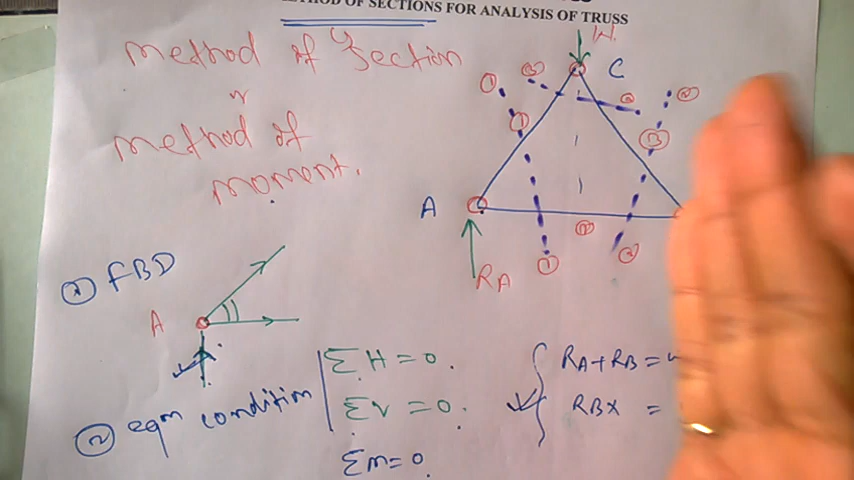 METHOD OF SECTIONS FOR ANALYSIS OF TRUSS
Method of Section
or
Method of
moment.
W.
C
A
RA
① FBD
A
② eqm condition
ΣH = 0.
ΣV = 0.
ΣM = 0.
RA + RB =
RBX =